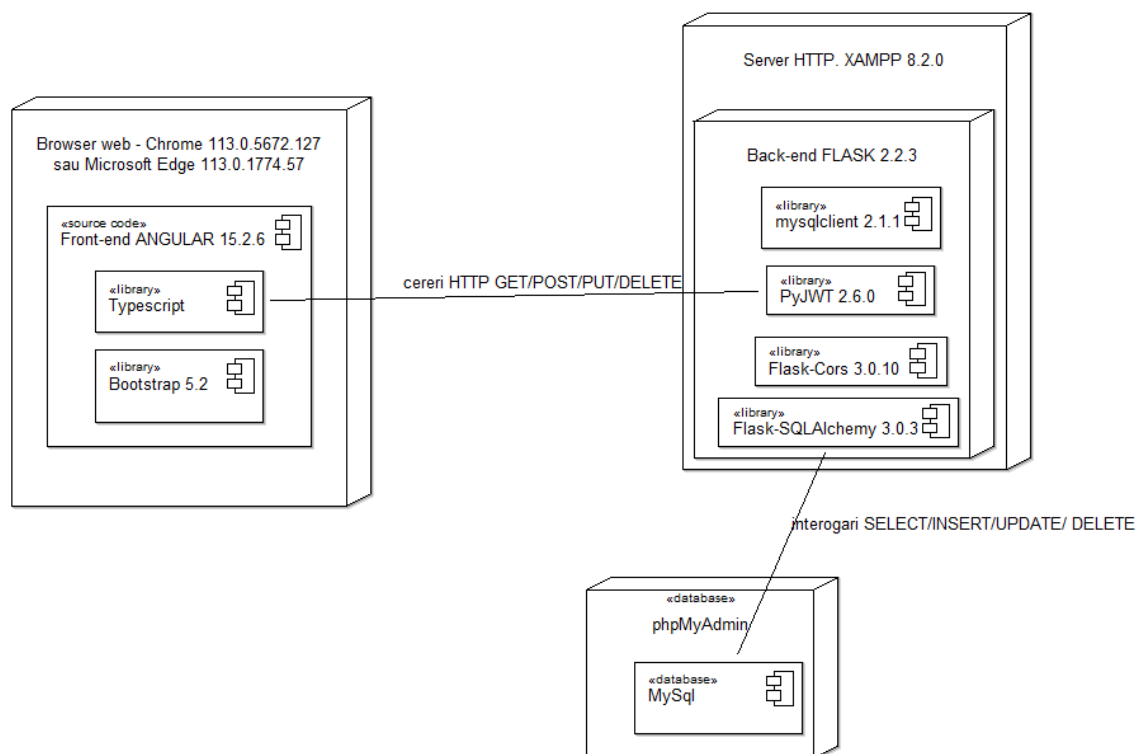 Browser web - Chrome 113.0.5672.127
sau Microsoft Edge 113.0.1774.57
«source code»
Front-end ANGULAR 15.2.6
«library»
Typescript
«library»
Bootstrap 5.2
cereri HTTP GET/POST/PUT/DELETE
Server HTTP. XAMPP 8.2.0
Back-end FLASK 2.2.3
«library»
mysqlclient 2.1.1
«library»
PyJWT 2.6.0
«library»
Flask-Cors 3.0.10
«library»
Flask-SQLAlchemy 3.0.3
interogari SELECT/INSERT/UPDATE/ DELETE
«database»
phpMyAdmin
«database»
MySql